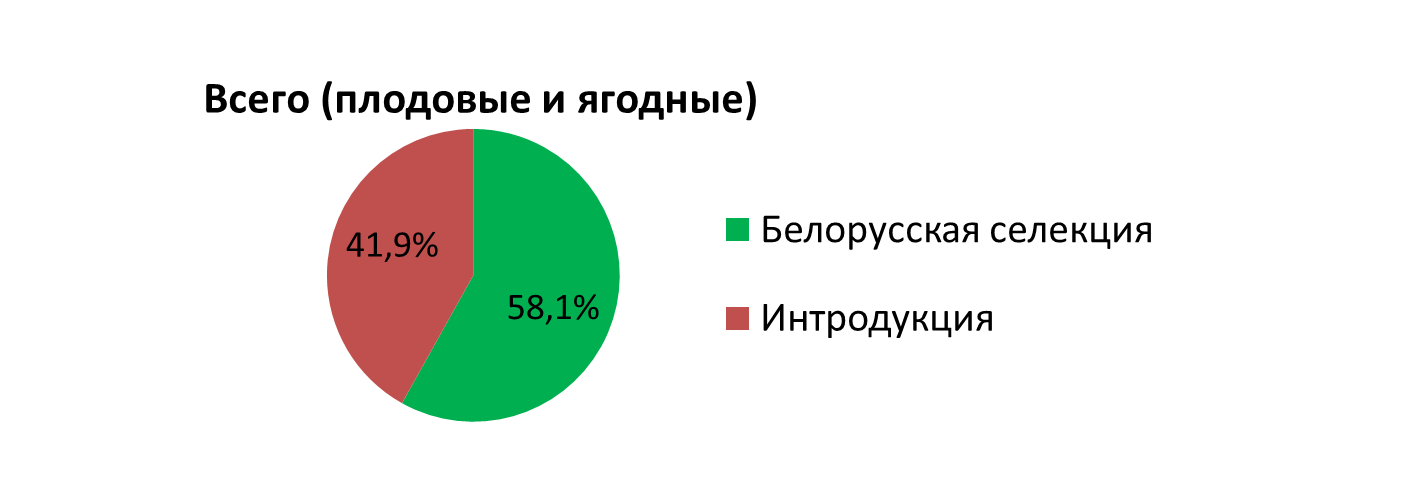 Всего (плодовые и ягодные)
41,9%
58,1%
Белорусская селекция
Интродукция